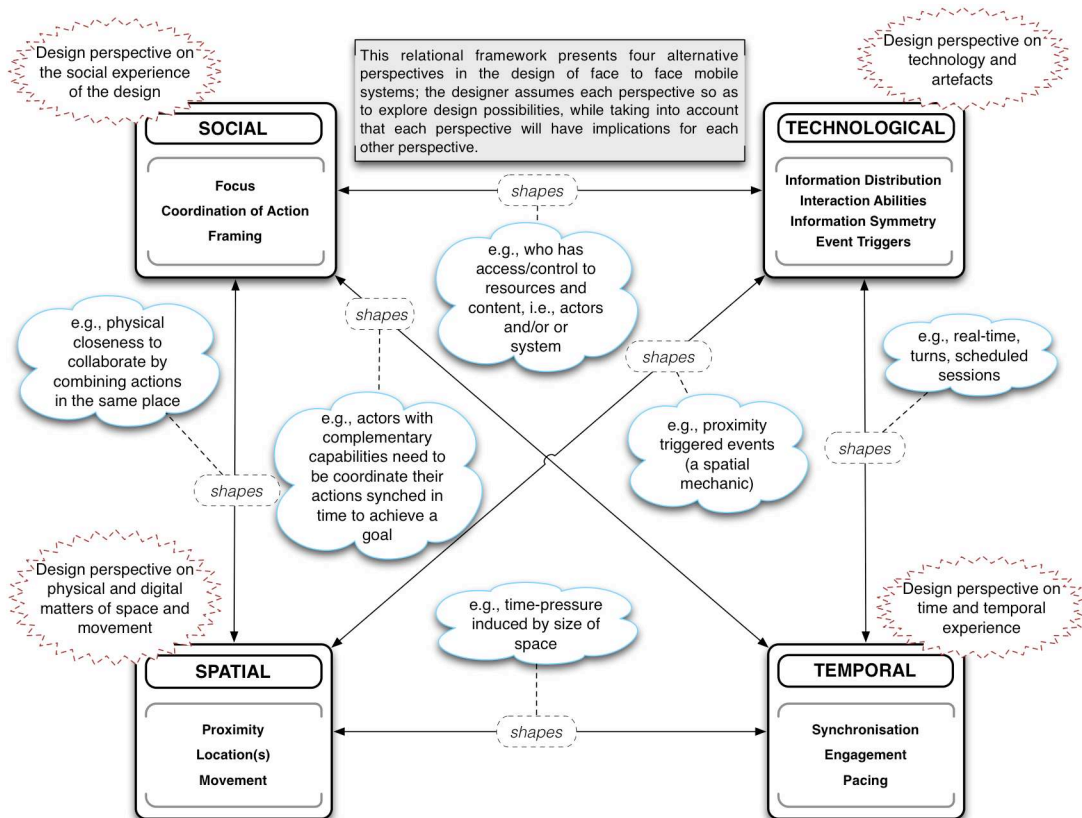 Design perspective on
the social experience
of the design
SOCIAL
Focus
Coordination of Action
Framing
This relational framework presents four alternative
perspectives in the design of face to face mobile
systems; the designer assumes each perspective so as
to explore design possibilities, while taking into account
that each perspective will have implications for each
other perspective.
Design perspective on
technology and
artefacts
TECHNOLOGICAL
Information Distribution
Interaction Abilities
Information Symmetry
Event Triggers
shapes
e.g., who has
access/control to
resources and
content, i.e., actors
and/or or
system
e.g., physical
closeness to
collaborate by
combining actions
in the same place
shapes
shapes
e.g., actors with
complementary
capabilities need to
be coordinate their
actions synched in
time to achieve a
goal
shapes
e.g., proximity
triggered events
(a spatial
mechanic)
e.g., real-time,
turns, scheduled
sessions
shapes
Design perspective on
physical and digital
matters of space and
movement
SPATIAL
Proximity
Location(s)
Movement
e.g., time-pressure
induced by size of
space
shapes
Design perspective on
time and temporal
experience
TEMPORAL
Synchronisation
Engagement
Pacing